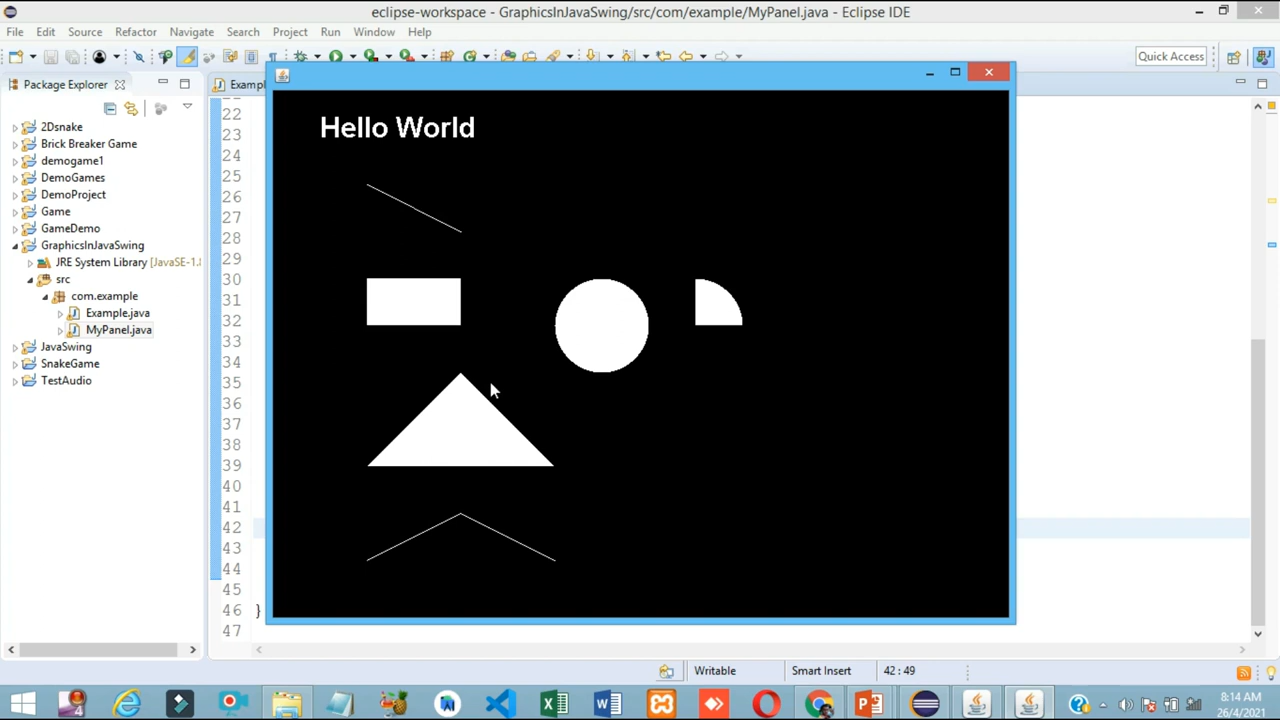 eclipse-workspace - GraphicsInJavaSwing/src/com/example/MyPanel.java - Eclipse IDE
File Edit Source Refactor Navigate Search Project Run Window Help
Quick Access
Package Explorer
Exampl
2Dsnake
Brick Breaker Game
demogame1
DemoGames
DemoProject
Game
GameDemo
GraphicsInJavaSwing
JRE System Library [JavaSE-1.8
src
com.example
Example.java
MyPanel.java
JavaSwing
SnakeGame
TestAudio
22
23
24
25
26
27
28
29
30
31
32
33
34
35
36
37
38
39
40
41
42
43
44
45
46 }
47
Hello World
Writable Smart Insert 42 : 49
8:14 AM
26/4/2021